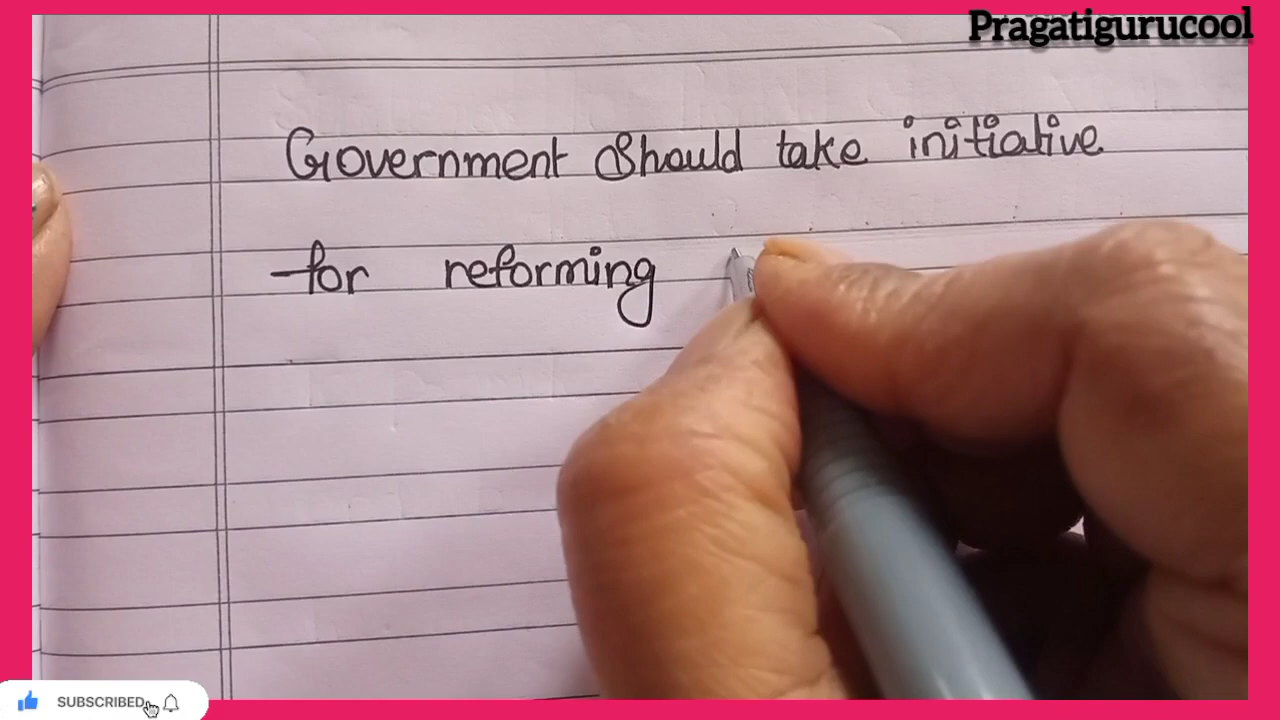 Pragatigurucool
Government Should take initiative
for reforming
SUBSCRIBED